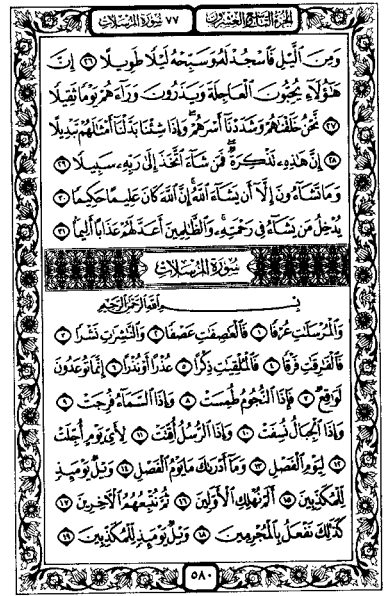 الجزء التاسع والعشرون
٧٧ سورة المرسلات
وَمِنَ ٱلَّيْلِ فَٱسْجُدْ لَهُۥ وَسَبِّحْهُ لَيْلًا طَوِيلًا ٢٦ إِنَّ
هَٰٓؤُلَآءِ يُحِبُّونَ ٱلْعَاجِلَةَ وَيَذَرُونَ وَرَآءَهُمْ يَوْمًا ثَقِيلًا
٢٧ نَّحْنُ خَلَقْنَٰهُمْ وَشَدَدْنَآ أَسْرَهُمْ وَإِذَا شِئْنَا بَدَّلْنَآ أَمْثَٰلَهُمْ تَبْدِيلًا
٢٨ إِنَّ هَٰذِهِۦ تَذْكِرَةٌ فَمَن شَآءَ ٱتَّخَذَ إِلَىٰ رَبِّهِۦ سَبِيلًا ٢٩
وَمَا تَشَآءُونَ إِلَّآ أَن يَشَآءَ ٱللَّهُ إِنَّ ٱللَّهَ كَانَ عَلِيمًا حَكِيمًا ٣٠
يُدْخِلُ مَن يَشَآءُ فِى رَحْمَتِهِۦ وَٱلظَّٰلِمِينَ أَعَدَّ لَهُمْ عَذَابًا أَلِيمًۢا ٣١
سورة المرسلات
بِسْمِ ٱللَّهِ ٱلرَّحْمَٰنِ ٱلرَّحِيمِ
وَٱلْمُرْسَلَٰتِ عُرْفًا ١ فَٱلْعَٰصِفَٰتِ عَصْفًا ٢ وَٱلنَّٰشِرَٰتِ نَشْرًا ٣
فَٱلْفَٰرِقَٰتِ فَرْقًا ٤ فَٱلْمُلْقِيَٰتِ ذِكْرًا ٥ عُذْرًا أَوْ نُذْرًا ٦ إِنَّمَا تُوعَدُونَ
لَوَٰقِعٌ ٧ فَإِذَا ٱلنُّجُومُ طُمِسَتْ ٨ وَإِذَا ٱلسَّمَآءُ فُرِجَتْ ٩
وَإِذَا ٱلْجِبَالُ نُسِفَتْ ١٠ وَإِذَا ٱلرُّسُلُ أُقِّتَتْ ١١ لِأَىِّ يَوْمٍ أُجِّلَتْ
١٢ لِيَوْمِ ٱلْفَصْلِ ١٣ وَمَآ أَدْرَىٰكَ مَا يَوْمُ ٱلْفَصْلِ ١٤ وَيْلٌ يَوْمَئِذٍ
لِّلْمُكَذِّبِينَ ١٥ أَلَمْ نُهْلِكِ ٱلْأَوَّلِينَ ١٦ ثُمَّ نُتْبِعُهُمُ ٱلْءَاخِرِينَ ١٧
كَذَٰلِكَ نَفْعَلُ بِٱلْمُجْرِمِينَ ١٨ وَيْلٌ يَوْمَئِذٍ لِّلْمُكَذِّبِينَ ١٩
٥٨٠